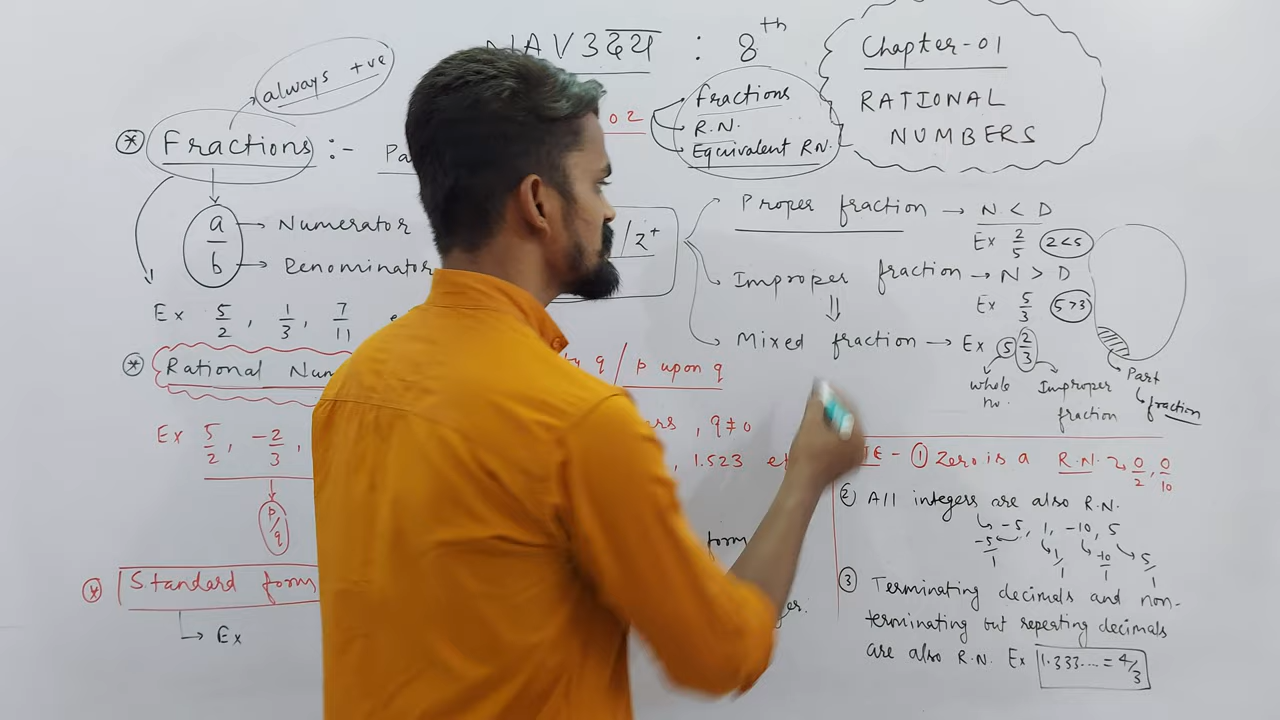 NAV3दय : 8th
Chapter-01
RATIONAL
NUMBERS
02
fractions
R.N.
Equivalent R.N.
always +ve
* Fractions :-
a/b
Numerator
Denominator
/ z+
Ex 5/2, 1/3, 7/11
Proper fraction → N < D
Ex 2/5 2<5
Improper fraction → N > D
Ex 5/3 5>3
Mixed fraction → Ex 5 2/3
whole no.
Improper fraction
Part
fraction
* Rational Num
q / p upon q
Ex 5/2, -2/3,
p/q
, q≠0
, 1.523
* Standard form
Ex
form
- ① Zero is a R.N. 0/2, 0/10
② All integers are also R.N.
-5, 1, -10, 5
-5/1 1/1 -10/1 5/1
③ Terminating decimals and non-
terminating but repeating decimals
are also R.N. Ex 1.333.... = 4/3